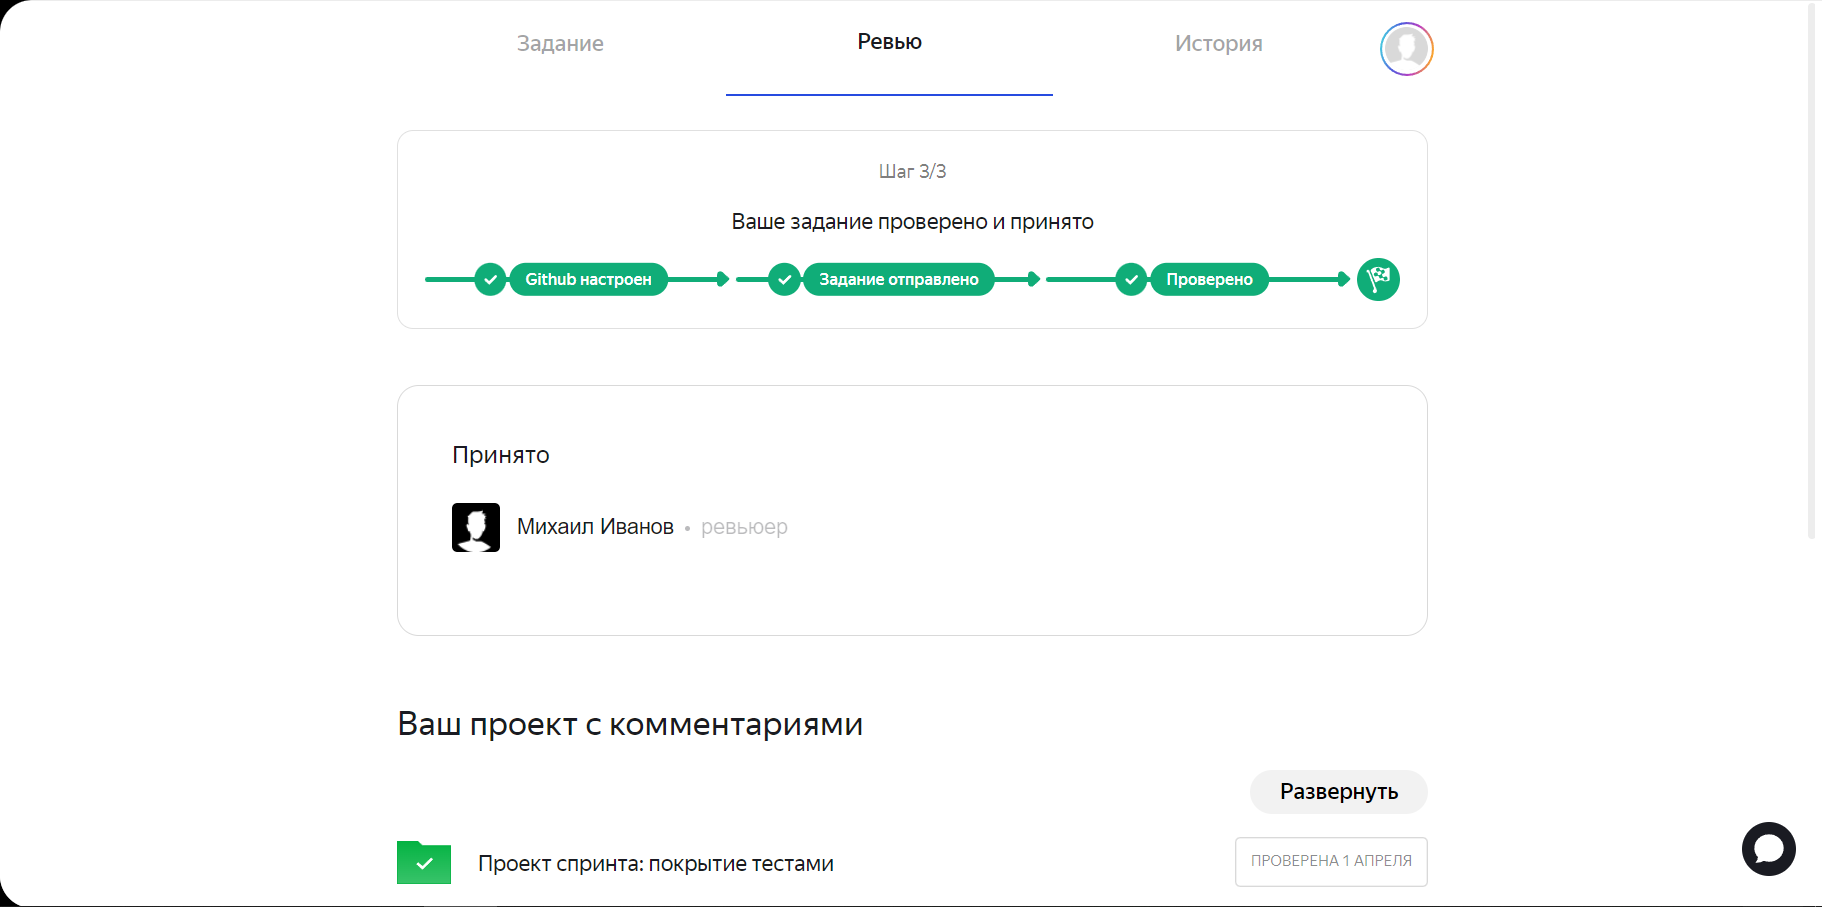 Задание
Ревью
История
Шаг 3/3
Ваше задание проверено и принято
Github настроен
Задание отправлено
Проверено
Принято
Михаил Иванов • ревьюер
Ваш проект с комментариями
Развернуть
Проект спринта: покрытие тестами
ПРОВЕРЕНА 1 АПРЕЛЯ